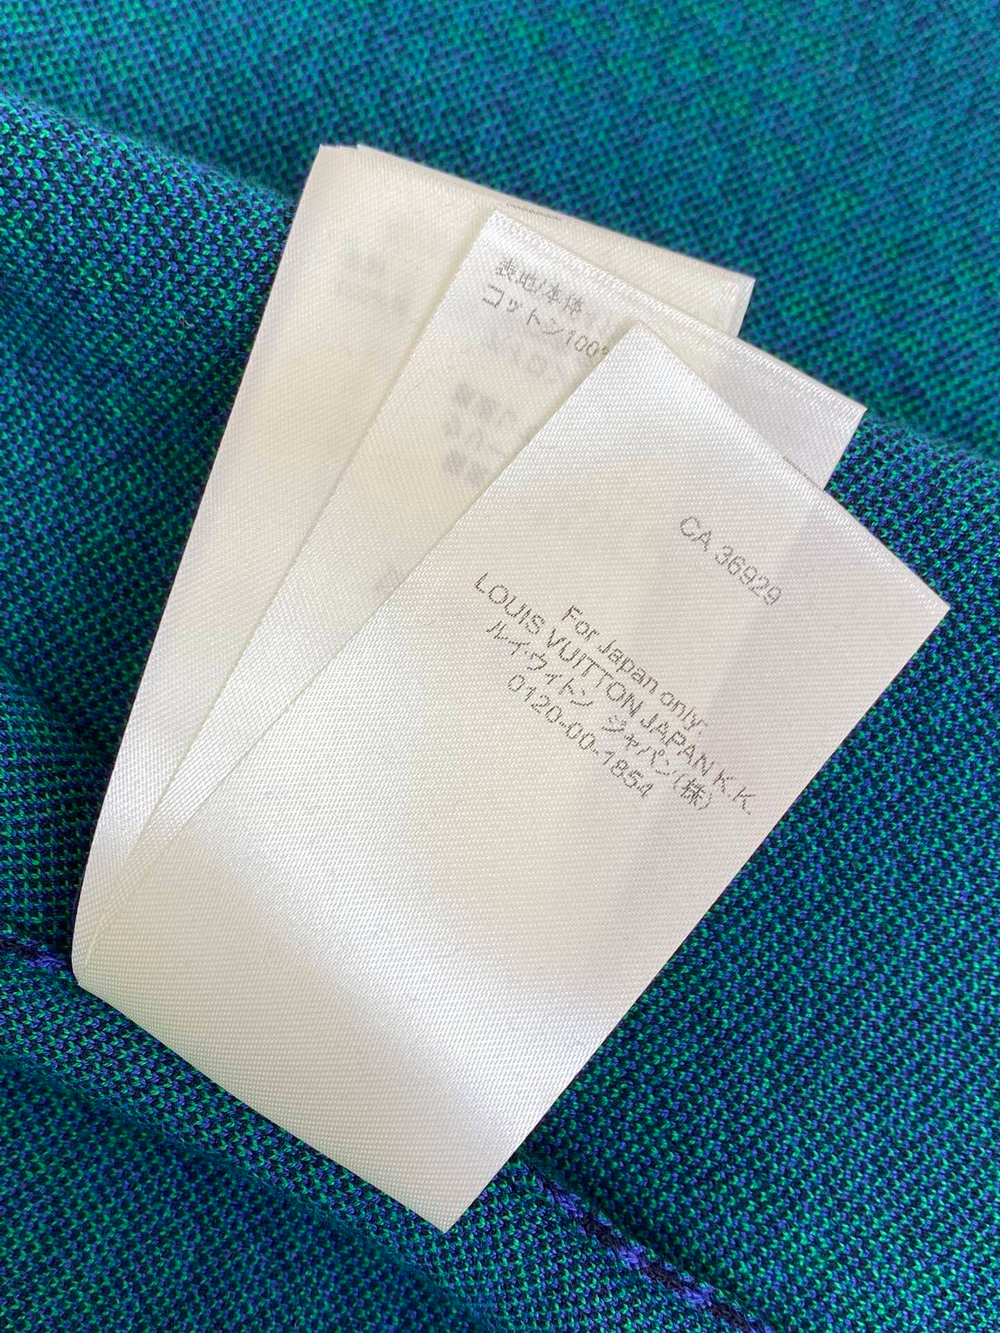 表地/本体
コットン100%
CA 36929
For Japan only:
LOUIS VUITTON JAPAN K.K.
ルイ・ヴィトン ジャパン(株)
0120-00-1854